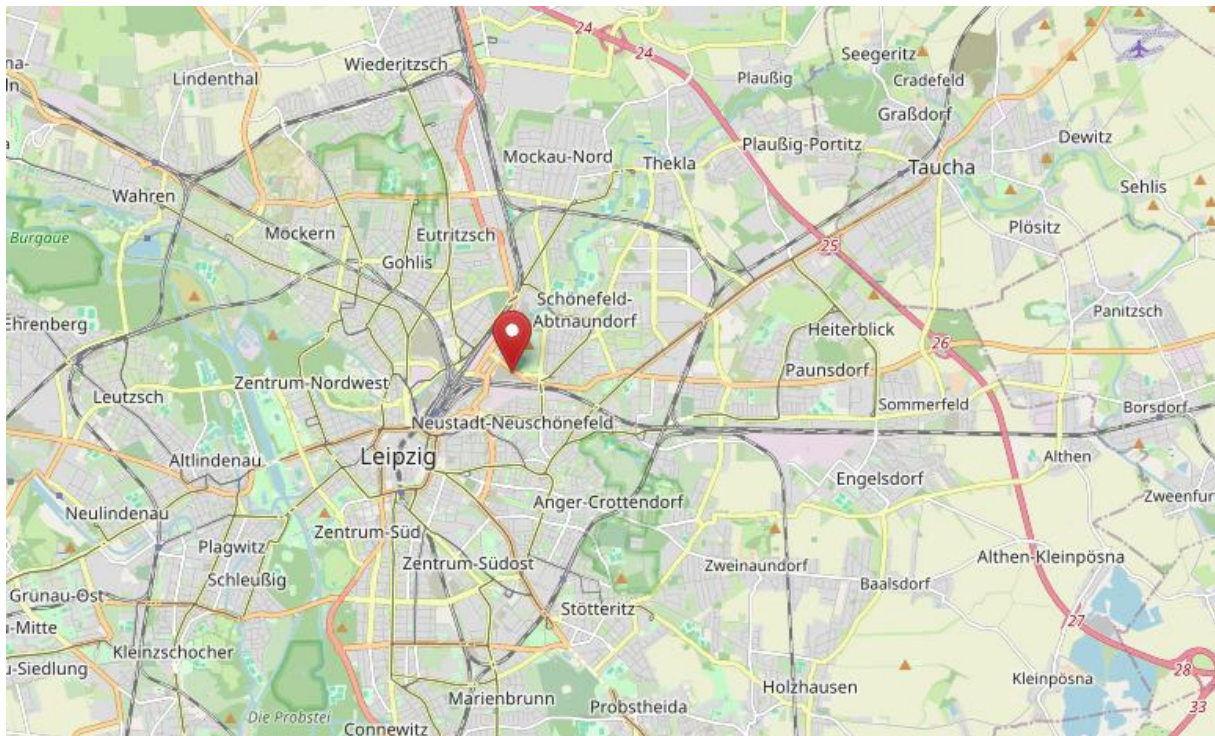 24
24
Seegeritz
Wiederitzsch
Lindenthal
Plaußig
Cradefeld
Graßdorf
Dewitz
Mockau-Nord
Thekla
Plaußig-Portitz
Taucha
Sehlis
Wahren
Plösitz
Burgaue
Möckern
Eutritzsch
25
Gohlis
Schönefeld-
Abtnaundorf
Panitzsch
Ehrenberg
Heiterblick
26
Paunsdorf
Zentrum-Nordwest
Leutzsch
Sommerfeld
Borsdorf
Neustadt-Neuschönefeld
Leipzig
Altlindenau
Althen
Engelsdorf
Zweenfur
Anger-Crottendorf
Neulindenau
Zentrum-Süd
Plagwitz
Althen-Kleinpösna
Zentrum-Südost
Zweinaundorf
Schleußig
Baalsdorf
Grünau-Ost
Stötteritz
27
u-Mitte
Kleinzschocher
u-Siedlung
28
Kleinpösna
Holzhausen
Marienbrunn
Probstheida
33
Die Probstei
Connewitz